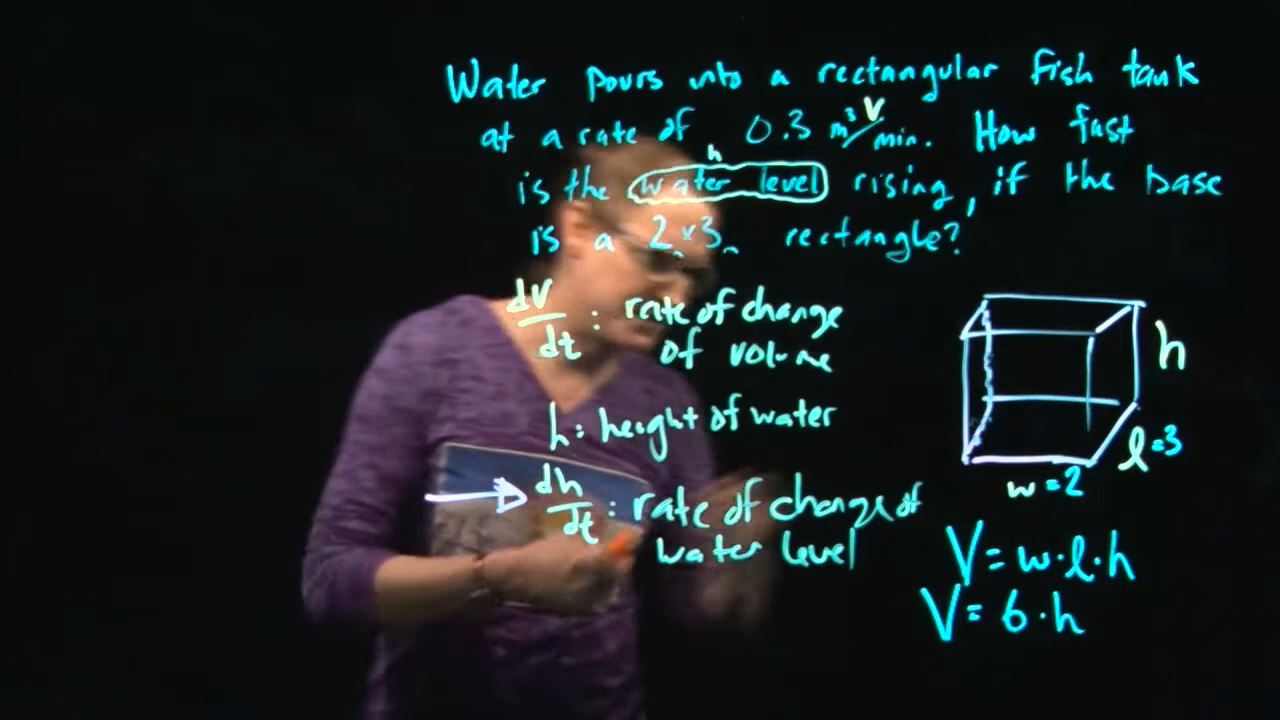 Water pours into a rectangular fish tank
at a rate of 0.3 m³/min. How fast
V
h
is the water level rising, if the base
is a 2 x 3 rectangle?
dV/dt : rate of change
of volume
h: height of water
dh/dt : rate of change of
water level
h
l=3
w=2
V = w·l·h
V = 6·h